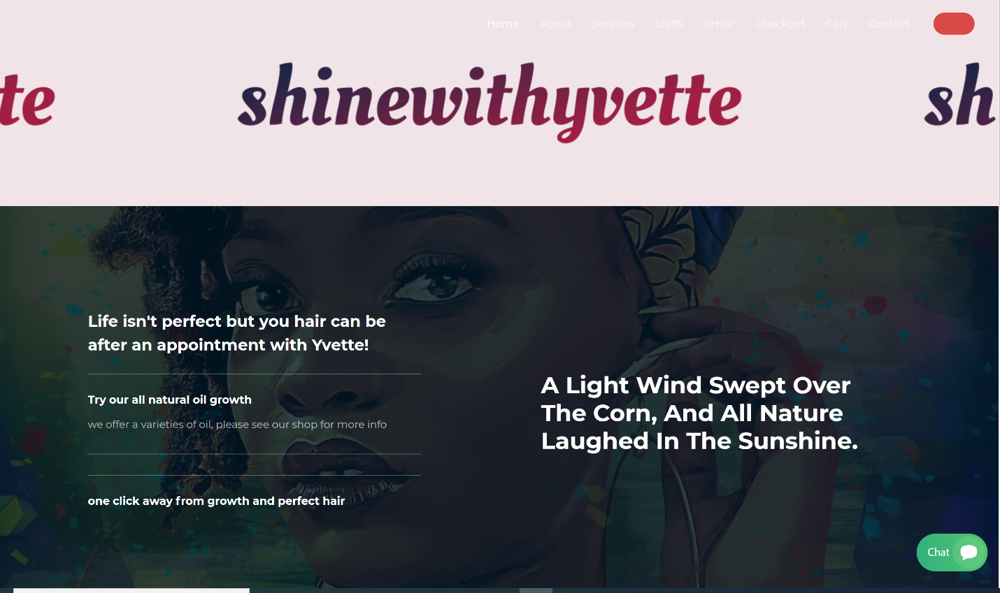 Home About Services Staffs SHOP Checkout Cart Contact
te shinewithyvette sh
Life isn't perfect but you hair can be
after an appointment with Yvette!
Try our all natural oil growth
we offer a varieties of oil, please see our shop for more info
one click away from growth and perfect hair
A Light Wind Swept Over
The Corn, And All Nature
Laughed In The Sunshine.
Chat